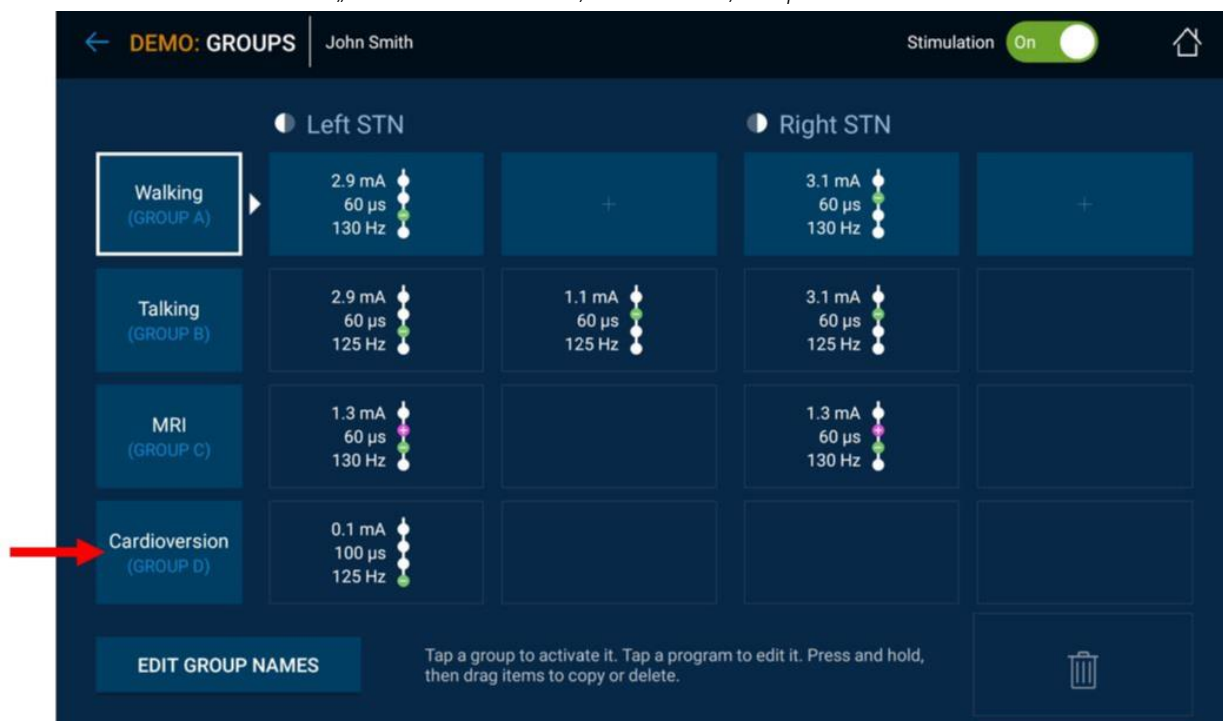 DEMO: GROUPS
John Smith
Stimulation On
Left STN
Right STN
Walking
(GROUP A)
2.9 mA
60 µs
130 Hz
+
3.1 mA
60 µs
130 Hz
+
Talking
(GROUP B)
2.9 mA
60 µs
125 Hz
1.1 mA
60 µs
125 Hz
3.1 mA
60 µs
125 Hz
MRI
(GROUP C)
1.3 mA
60 µs
130 Hz
1.3 mA
60 µs
130 Hz
Cardioversion
(GROUP D)
0.1 mA
100 µs
125 Hz
EDIT GROUP NAMES
Tap a group to activate it. Tap a program to edit it. Press and hold,
then drag items to copy or delete.